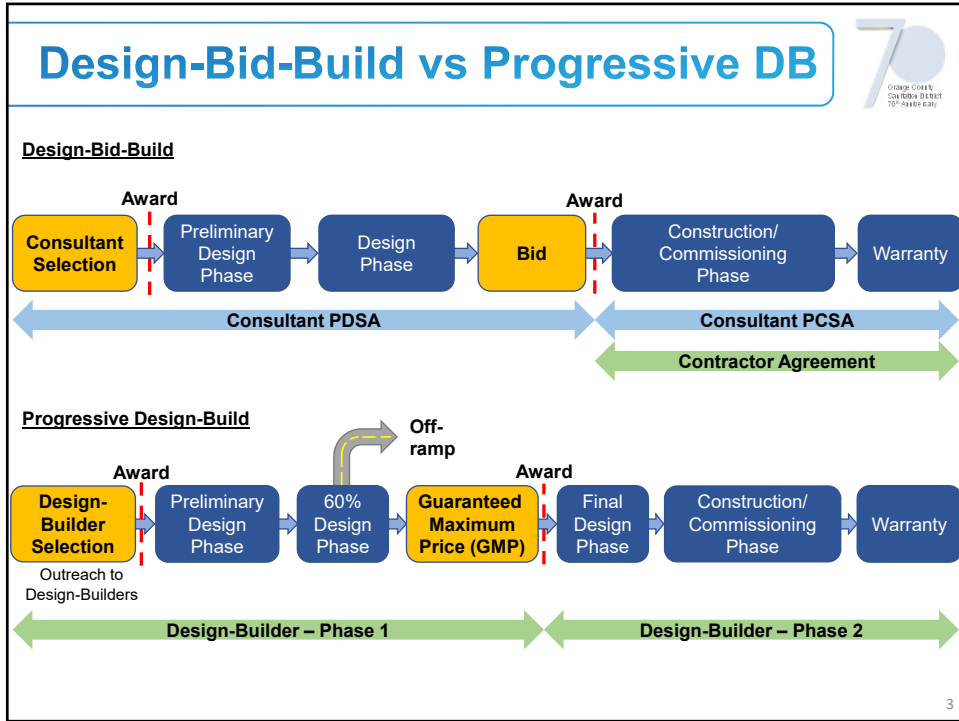 Design-Bid-Build vs Progressive DB
70
Orange County
Sanitation District
70th Anniversary
Design-Bid-Build
Award
Award
Consultant
Selection
Preliminary
Design
Phase
Design
Phase
Bid
Construction/
Commissioning
Phase
Warranty
Consultant PDSA
Consultant PCSA
Contractor Agreement
Progressive Design-Build
Off-
ramp
Award
Award
Design-
Builder
Selection
Preliminary
Design
Phase
60%
Design
Phase
Guaranteed
Maximum
Price (GMP)
Final
Design
Phase
Construction/
Commissioning
Phase
Warranty
Outreach to
Design-Builders
Design-Builder – Phase 1
Design-Builder – Phase 2
3